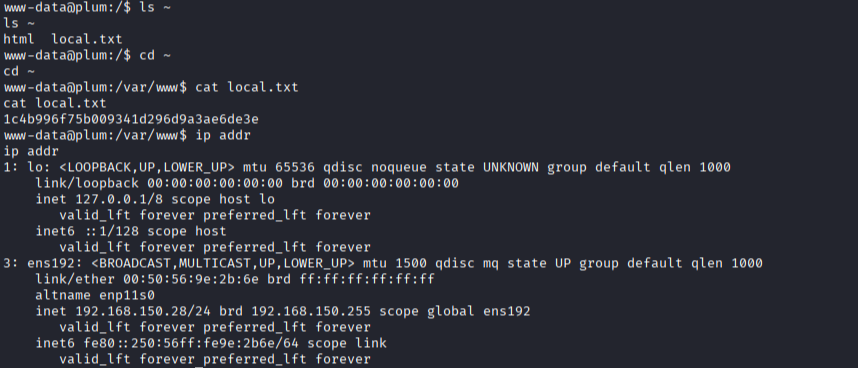 www-data@plum:/$ ls ~
ls ~
html  local.txt
www-data@plum:/$ cd ~
cd ~
www-data@plum:/var/www$ cat local.txt
cat local.txt
1c4b996f75b009341d296d9a3ae6de3e
www-data@plum:/var/www$ ip addr
ip addr
1: lo: <LOOPBACK,UP,LOWER_UP> mtu 65536 qdisc noqueue state UNKNOWN group default qlen 1000
    link/loopback 00:00:00:00:00:00 brd 00:00:00:00:00:00
    inet 127.0.0.1/8 scope host lo
       valid_lft forever preferred_lft forever
    inet6 ::1/128 scope host
       valid_lft forever preferred_lft forever
3: ens192: <BROADCAST,MULTICAST,UP,LOWER_UP> mtu 1500 qdisc mq state UP group default qlen 1000
    link/ether 00:50:56:9e:2b:6e brd ff:ff:ff:ff:ff:ff
    altname enp11s0
    inet 192.168.150.28/24 brd 192.168.150.255 scope global ens192
       valid_lft forever preferred_lft forever
    inet6 fe80::250:56ff:fe9e:2b6e/64 scope link
       valid_lft forever preferred_lft forever